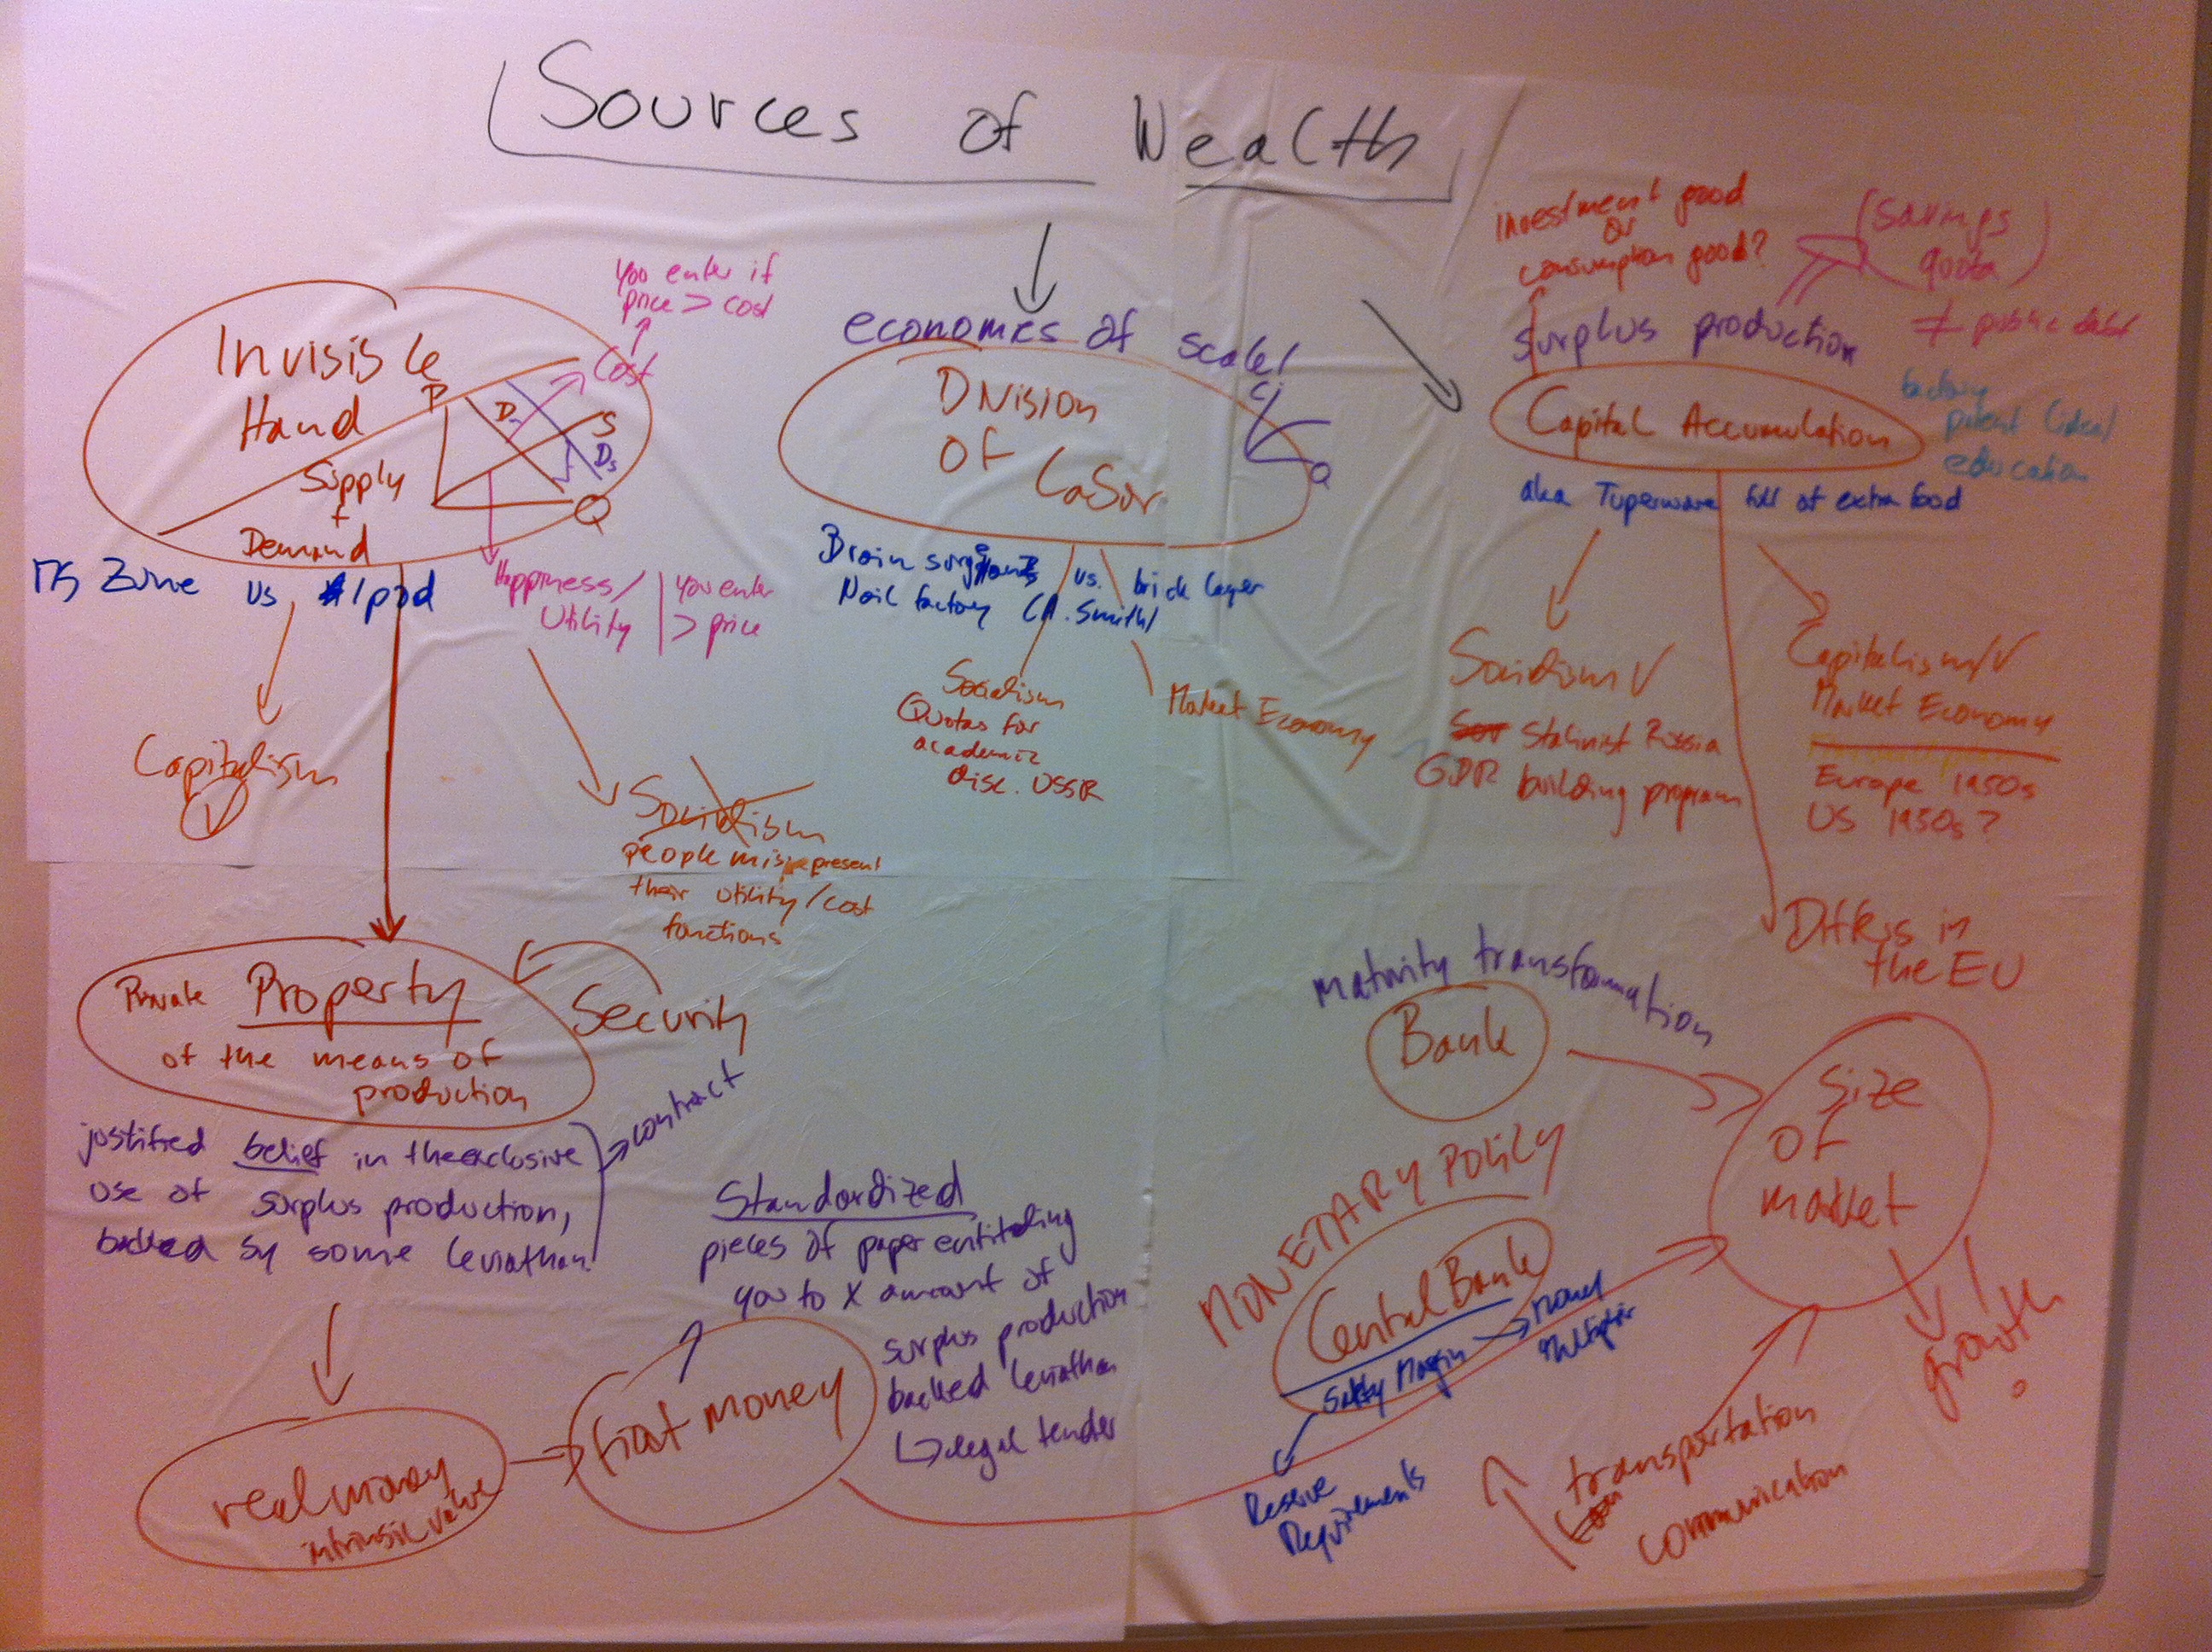 Sources of Wealth
Invisible
Hand
Supply
+
Demand
P
S
Q
Cost
you enter if
price > cost
Zone vs
Happiness/
Utility
you enter
> price
Capitalism
V
Socialism
people misrepresent
their utility/cost
functions
economies of scale
Division
of
Labor
Q
Brain surgeons vs. brick layer
Nail factory (A. Smith)
Socialism
Quotas for
academic
disc. USSR
Market Economy
investment good
or
consumption good?
(savings
quota)
≠ public debt
surplus production
Capital Accumulation
factory
patent (idea)
education
aka Tuperware full of extra food
Socialism V
Stalinist Russia
GDR building program
Capitalism/V
Market Economy
Europe 1950s
US 1950s?
in
the EU
Private Property
of the means of
production
Security
justified belief in the exclusive
use of surplus production,
backed by some leviathan!
contract
real money
intrinsic value
fiat money
Standardized
pieces of paper entiteling
you to x amount of
surplus production
backed leviathan
legal tender
maturity transformation
Bank
Size
of
market
growth
MONETARY POLICY
Central Bank
Safety Margin
Money
Multiplier
Reserve
Requirements
transportation
communication